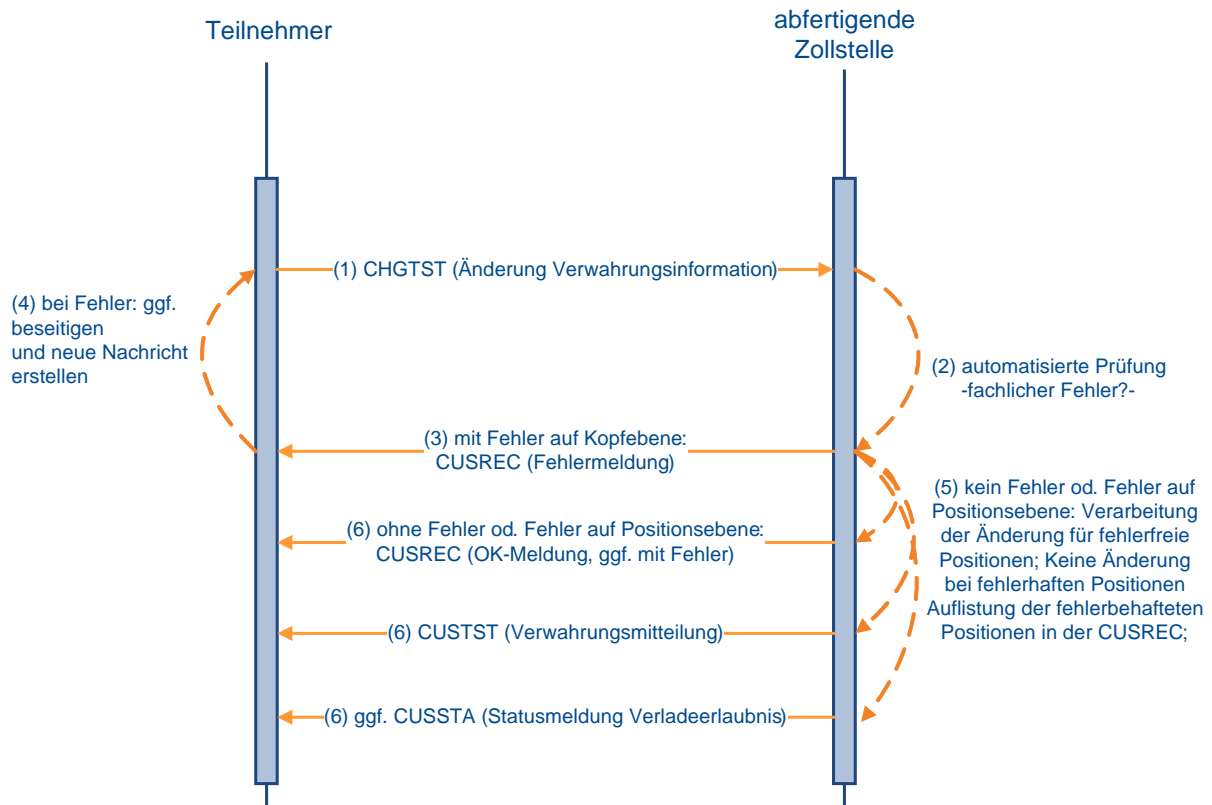 Teilnehmer
abfertigende
Zollstelle
(1) CHGTST (Änderung Verwahrungsinformation)
(4) bei Fehler: ggf.
beseitigen
und neue Nachricht
erstellen
(2) automatisierte Prüfung
-fachlicher Fehler?-
(3) mit Fehler auf Kopfebene:
CUSREC (Fehlermeldung)
(5) kein Fehler od. Fehler auf
Positionsebene: Verarbeitung
der Änderung für fehlerfreie
Positionen; Keine Änderung
bei fehlerhaften Positionen
Auflistung der fehlerbehafteten
Positionen in der CUSREC;
(6) ohne Fehler od. Fehler auf Positionsebene:
CUSREC (OK-Meldung, ggf. mit Fehler)
(6) CUSTST (Verwahrungsmitteilung)
(6) ggf. CUSSTA (Statusmeldung Verladeerlaubnis)